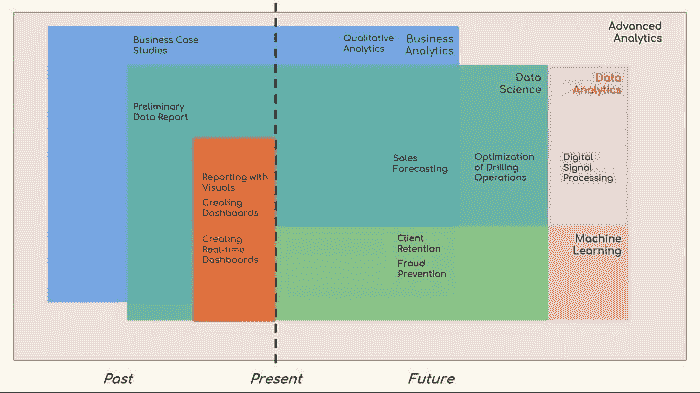 Advanced
Analytics
Business Case
Studies
Qualitative
Analytics
Business
Analytics
Data
Science
Data
Analytics
Preliminary
Data Report
Sales
Forecasting
Optimization
of Drilling
Operations
Digital
Signal
Processing
Reporting with
Visuals
Creating
Dashboards
Creating
Real-time
Dashboards
Client
Retention
Fraud
Prevention
Machine
Learning
Past
Present
Future